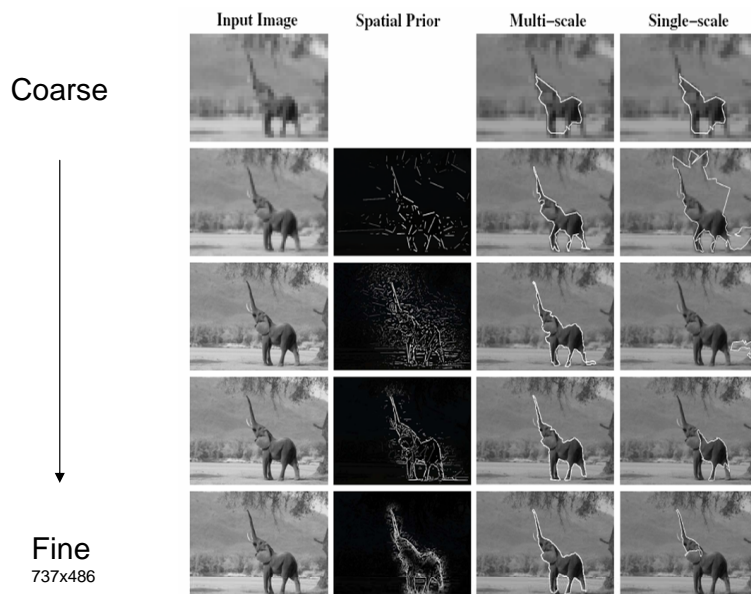 Input Image Spatial Prior Multi-scale Single-scale
Coarse
Fine
737x486